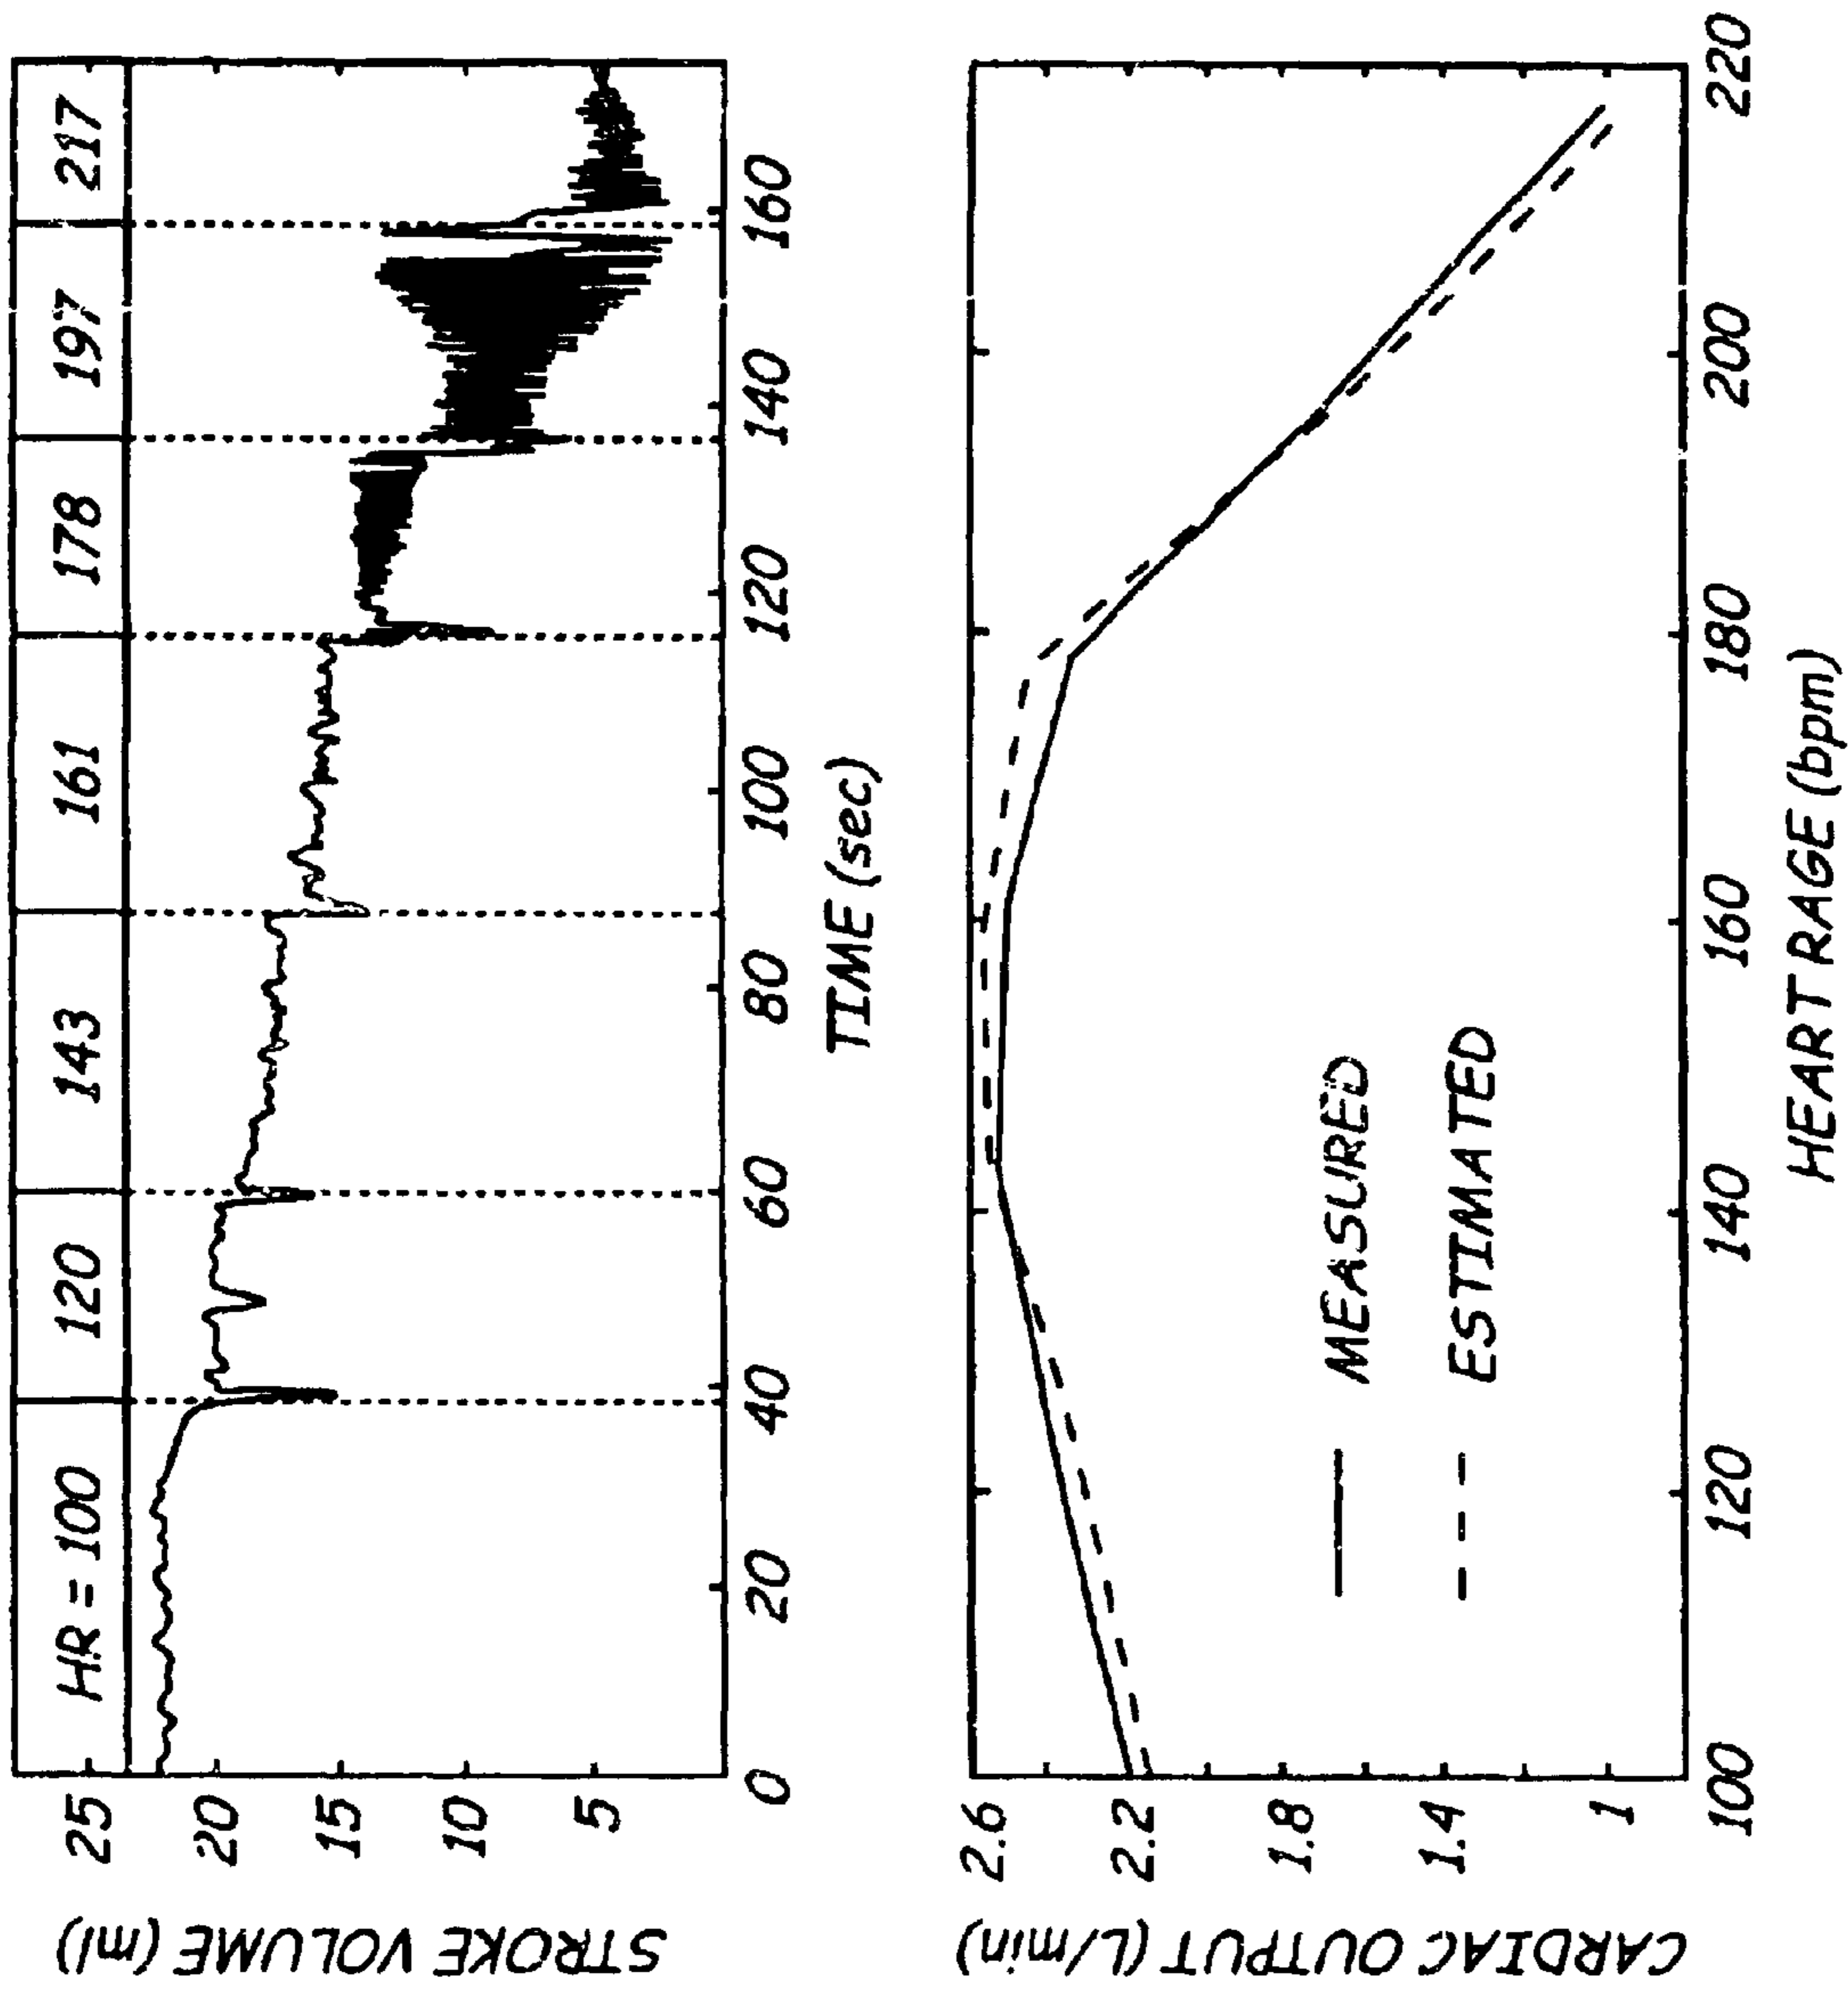 HR = 100 120 143 161 178 197 217
STROKE VOLUME (ml)
25
20
15
10
5
0 20 40 60 80 100 120 140 160
TIME (sec)
CARDIAC OUTPUT (L/min)
2.6
2.2
1.8
1.4
1
MEASURED
ESTIMATED
100 120 140 160 180 200 220
HEART RAGE (bpm)